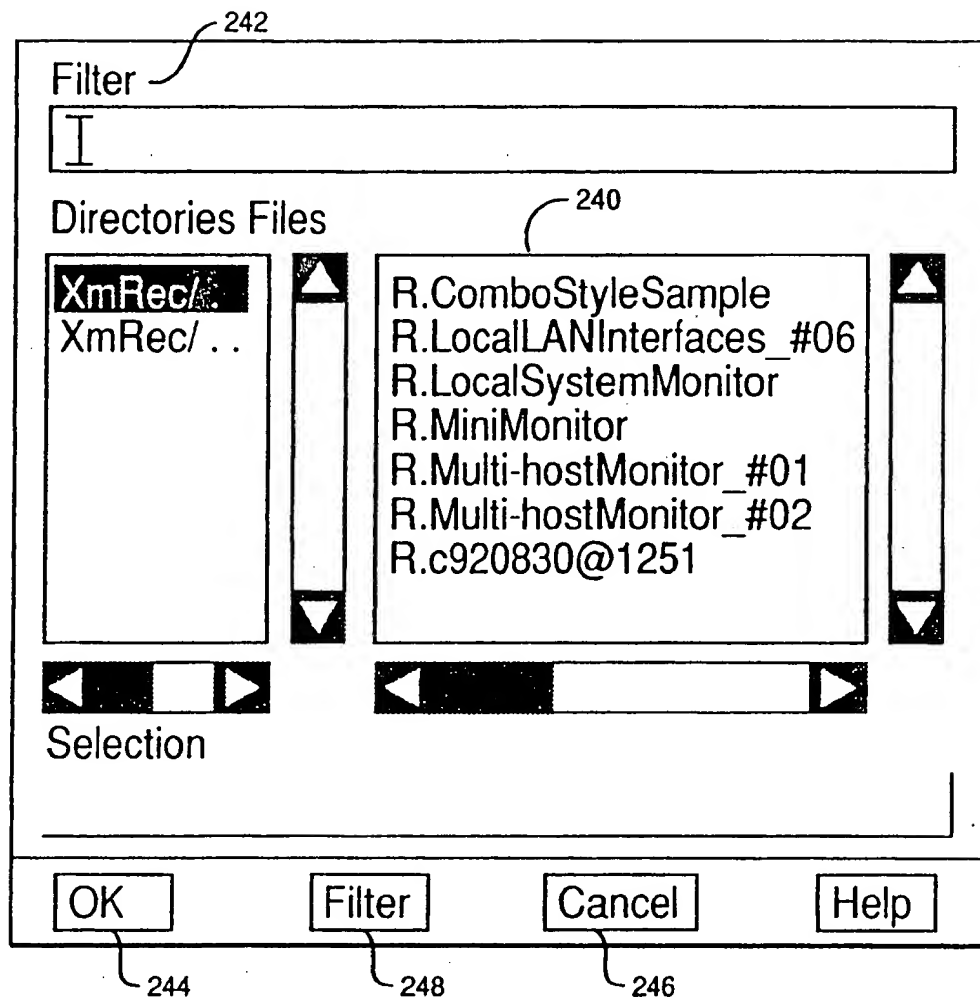 242
Filter
Directories Files
240
XmRec/.
XmRec/ . .
R.ComboStyleSample
R.LocalLANInterfaces_#06
R.LocalSystemMonitor
R.MiniMonitor
R.Multi-hostMonitor_#01
R.Multi-hostMonitor_#02
R.c920830@1251
Selection
OK Filter Cancel Help
244 248 246